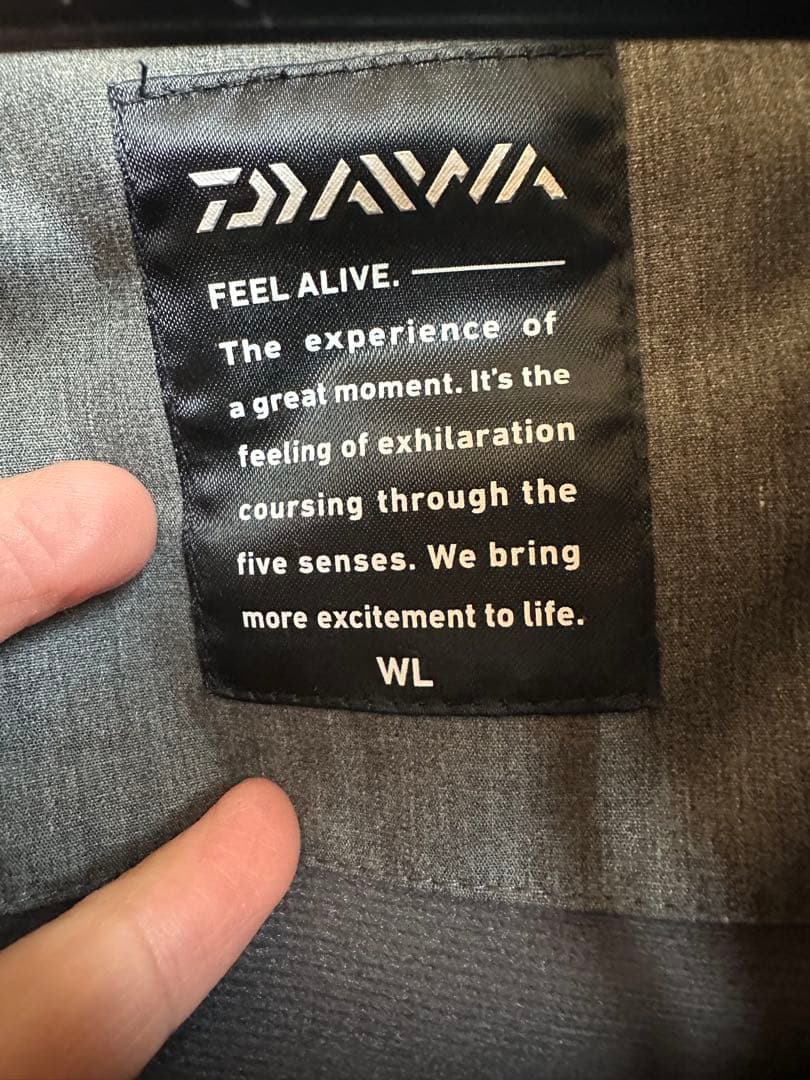 DAIWA
FEEL ALIVE.
The experience of
a great moment. It's the
feeling of exhilaration
coursing through the
five senses. We bring
more excitement to life.
WL